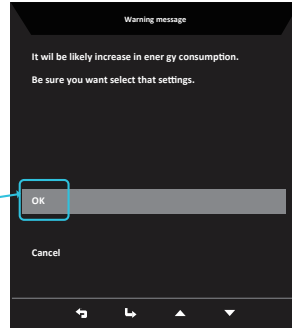 Warning message
It wil be likely increase in ener gy consumption.
Be sure you want select that settings.
OK
Cancel